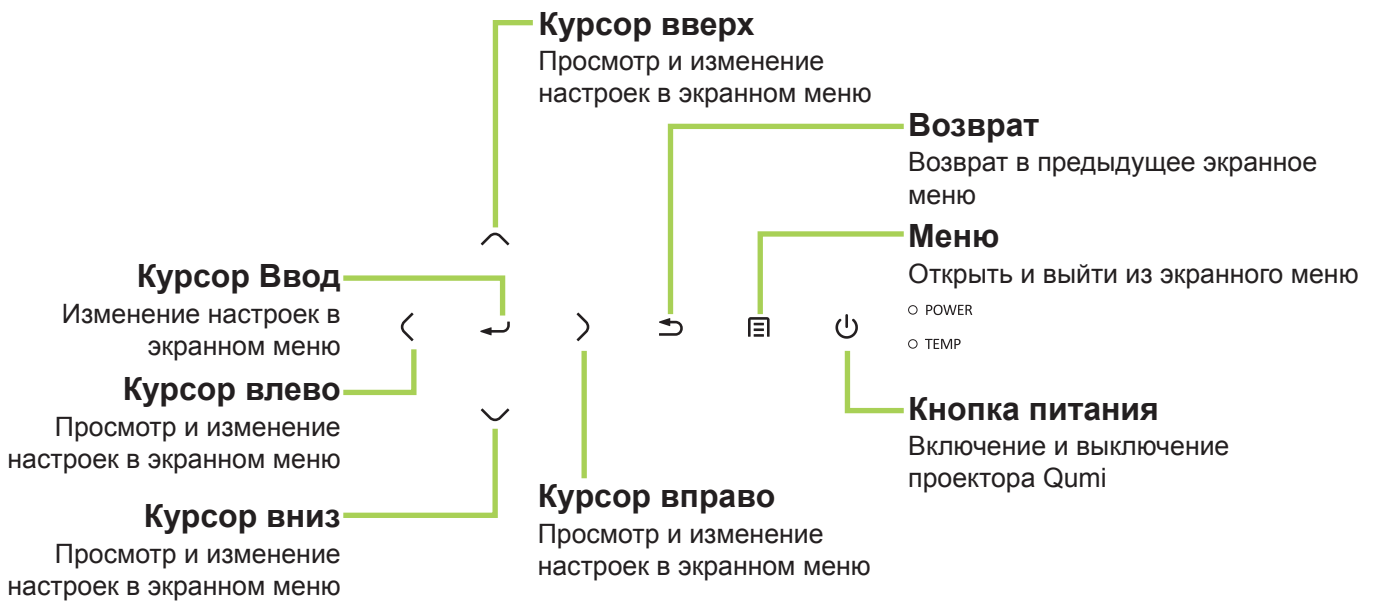 Курсор вверх
Просмотр и изменение
настроек в экранном меню
Возврат
Возврат в предыдущее экранное
меню
Меню
Открыть и выйти из экранного меню
POWER
TEMP
Курсор Ввод
Изменение настроек в
экранном меню
Курсор влево
Просмотр и изменение
настроек в экранном меню
Курсор вниз
Просмотр и изменение
настроек в экранном меню
Курсор вправо
Просмотр и изменение
настроек в экранном меню
Кнопка питания
Включение и выключение
проектора Qumi